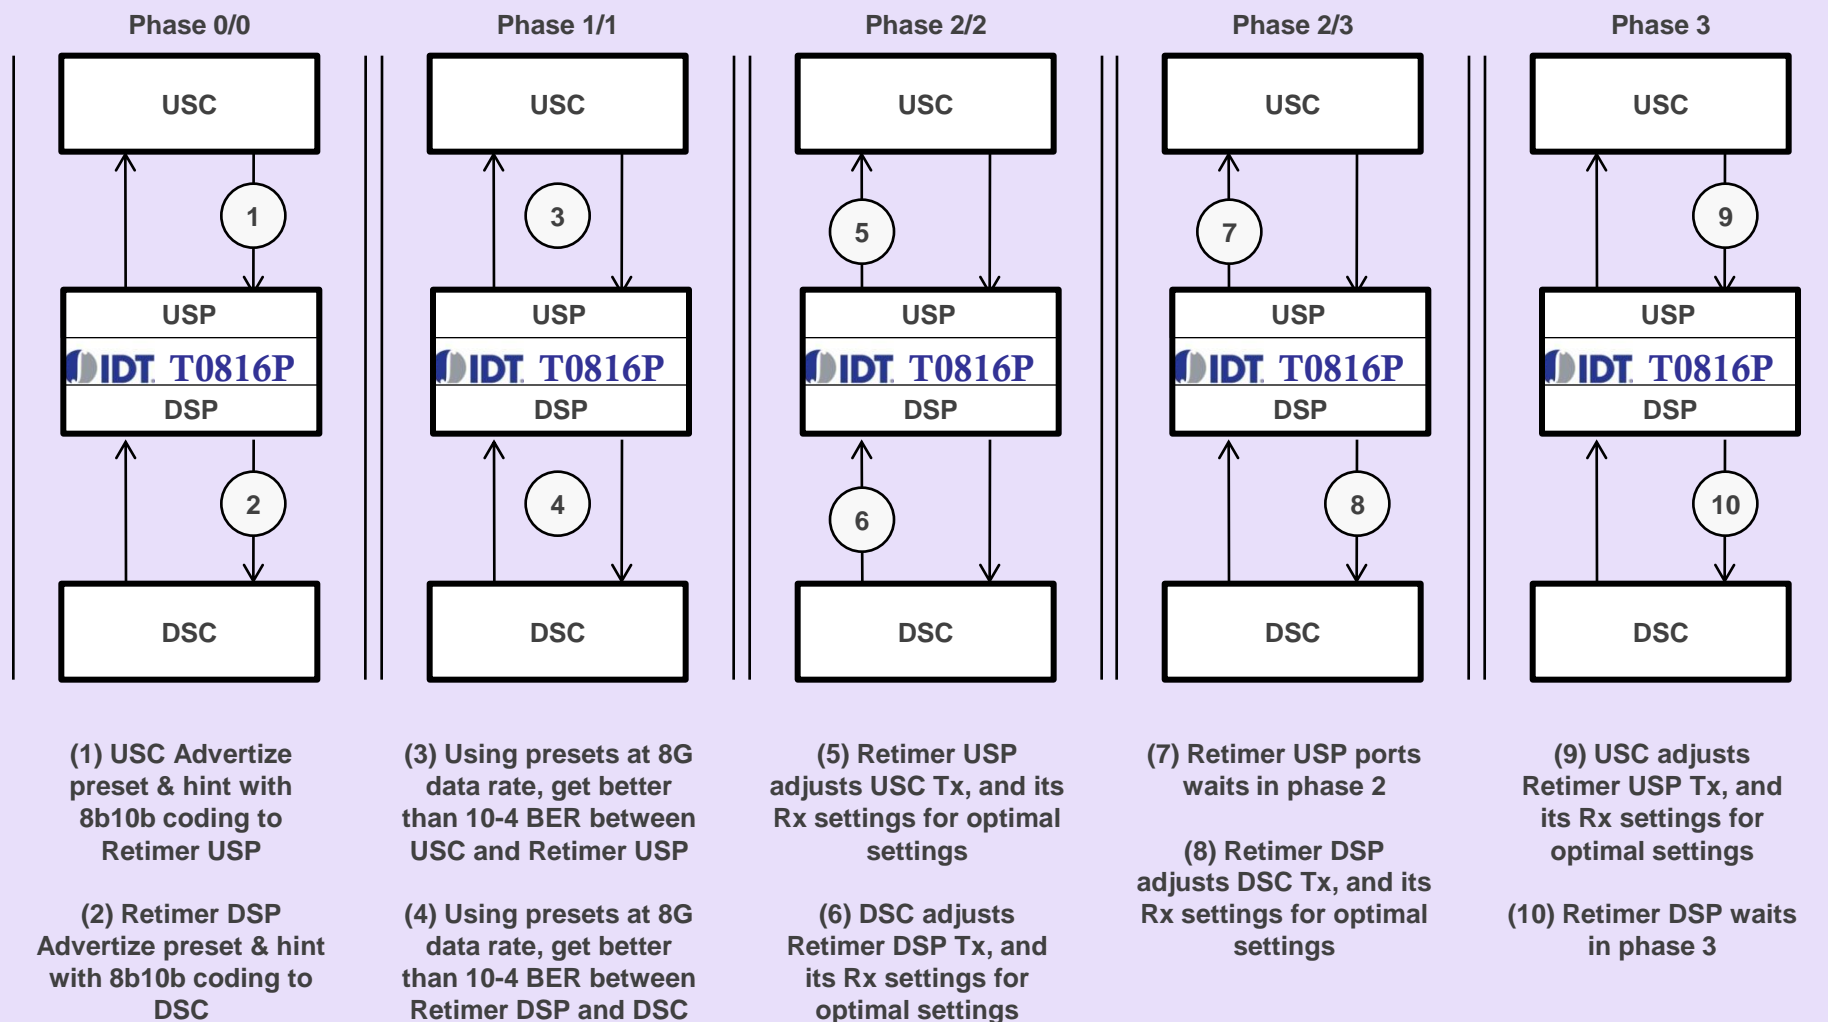 Phase 0/0
Phase 1/1
Phase 2/2
Phase 2/3
Phase 3
USC
USC
USC
USC
USC
1
3
5
7
9
USP
USP
USP
USP
USP
IDT. T0816P
IDT. T0816P
IDT. T0816P
IDT. T0816P
IDT. T0816P
DSP
DSP
DSP
DSP
DSP
2
4
6
8
10
DSC
DSC
DSC
DSC
DSC
(1) USC Advertize
preset & hint with
8b10b coding to
Retimer USP
(2) Retimer DSP
Advertize preset & hint
with 8b10b coding to
DSC
(3) Using presets at 8G
data rate, get better
than 10-4 BER between
USC and Retimer USP
(4) Using presets at 8G
data rate, get better
than 10-4 BER between
Retimer DSP and DSC
(5) Retimer USP
adjusts USC Tx, and its
Rx settings for optimal
settings
(6) DSC adjusts
Retimer DSP Tx, and
its Rx settings for
optimal settings
(7) Retimer USP ports
waits in phase 2
(8) Retimer DSP
adjusts DSC Tx, and its
Rx settings for optimal
settings
(9) USC adjusts
Retimer USP Tx, and
its Rx settings for
optimal settings
(10) Retimer DSP waits
in phase 3